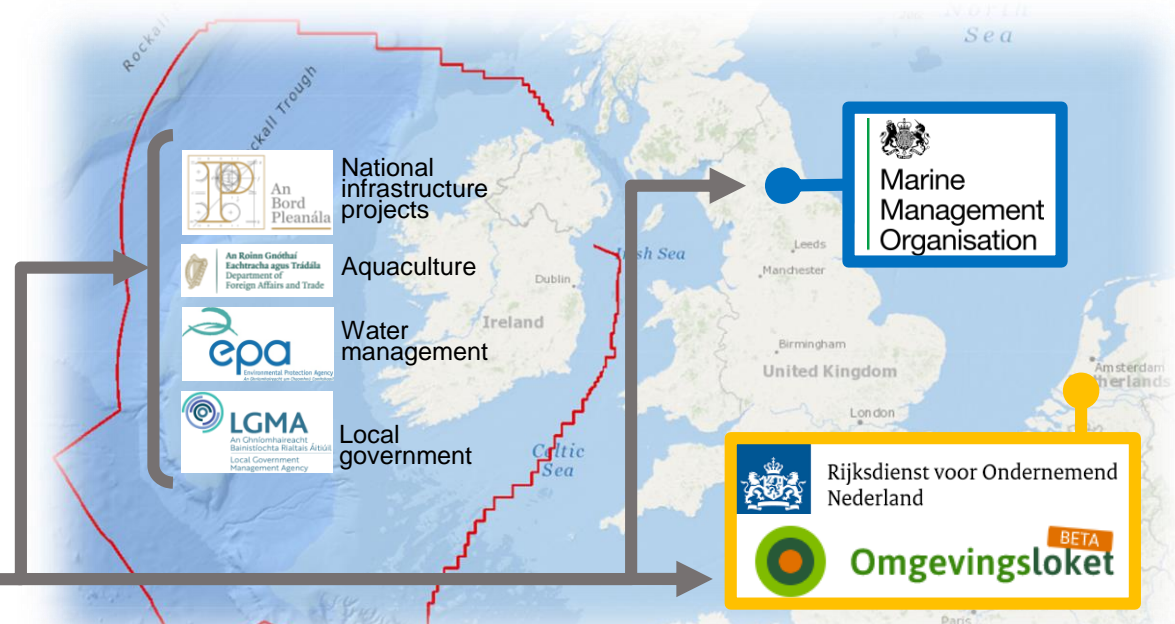 North
Sea
Rockall
Rockall Trough
An
Bord
Pleanála
National
infrastructure
projects
An Roinn Gnóthaí
Eachtracha agus Trádála
Department of
Foreign Affairs and Trade
Aquaculture
epa
Environmental Protection Agency
Water
management
LGMA
An Ghníomhaireacht
Bainistíochta Rialtais Áitiúil
Local Government
Management Agency
Local
government
Marine
Management
Organisation
Irish Sea
Leeds
Manchester
Dublin
Ireland
Birmingham
United Kingdom
London
Amsterdam
therlands
Celtic
Sea
Rijksdienst voor Ondernemend
Nederland
BETA
Omgevingsloket
Paris